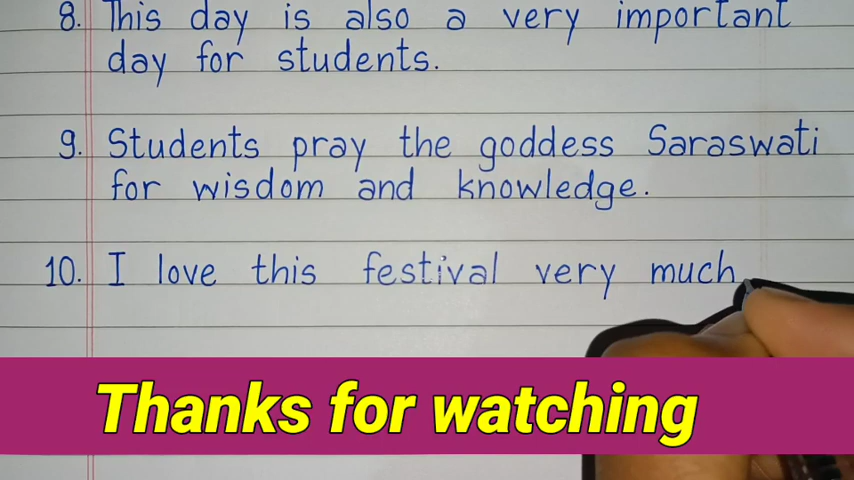 8. This day is also a very important
day for students.
9. Students pray the goddess Saraswati
for wisdom and knowledge.
10. I love this festival very much
Thanks for watching